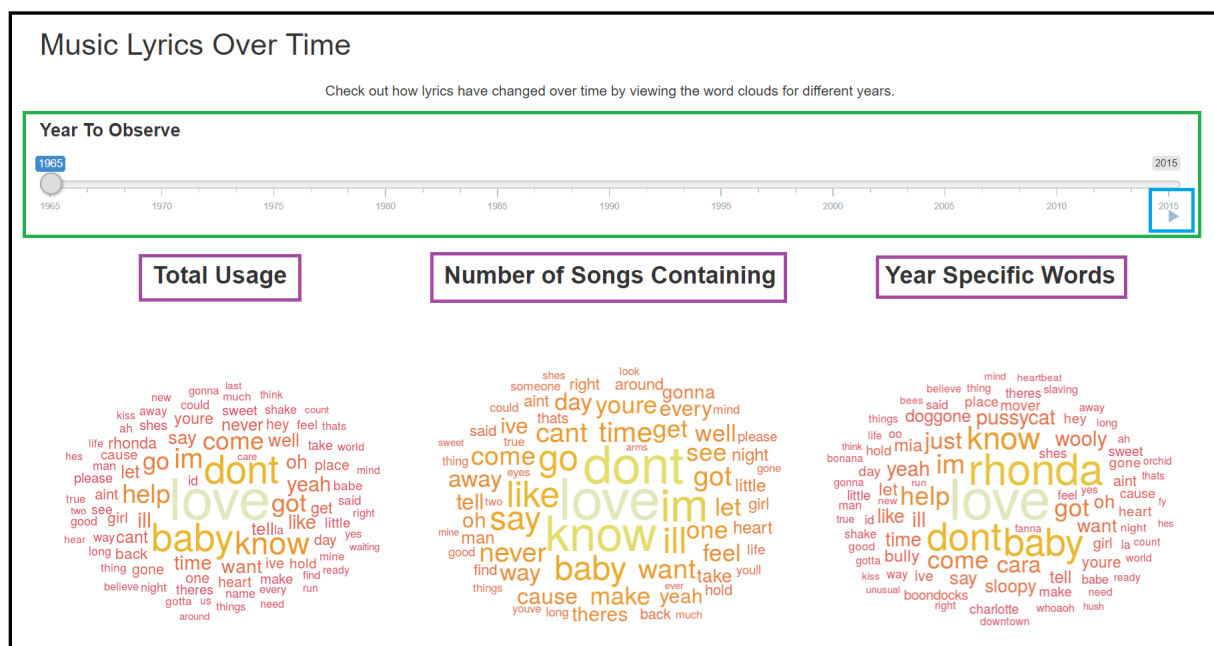 Music Lyrics Over Time
Check out how lyrics have changed over time by viewing the word clouds for different years.
Year To Observe
1965 2015
1965 1970 1975 1980 1985 1990 1995 2000 2005 2010 2015
Total Usage Number of Songs Containing Year Specific Words
gonna last
new much think
kiss away could sweet shake count
ah shes youre never hey feel thats
life rhonda say come well take world
hes cause care
man let go im dont oh place mind
please id yeah babe
true aint help love got get said
two see right
good girl ill tell la like little
hear way cant baby know day yes
long back waiting
time want ive hold mine
thing gone one heart make find ready
believe night theres name every run
gotta us things need
around
shes look
someone right around gonna
could aint day youre every mind
thats
said ive cant time get well please
sweet true arms
thing come go dont see night
eyes gone
away like love got little
tell two im let girl
oh say
mine man know ill one heart
good never feel life
find way baby want take youll
things ever hold
cause make yeah
youve long theres back much
mind heartbeat
believe thing theres slaving
bees said place mover away
things doggone pussycat hey long
life oo just know wooly ah
think hold mia shes sweet
bonana day yeah im rhonda gone orchid
gonna run aint thats
little let help love feel yes cause
man new got oh heart fy
true id like ill fanna want night hes
shake time dont baby girl la count
good
gotta bully come cara youre world
kiss way ive say sloopy tell babe ready
unusual boondocks make need
right charlotte whoaoh hush
downtown